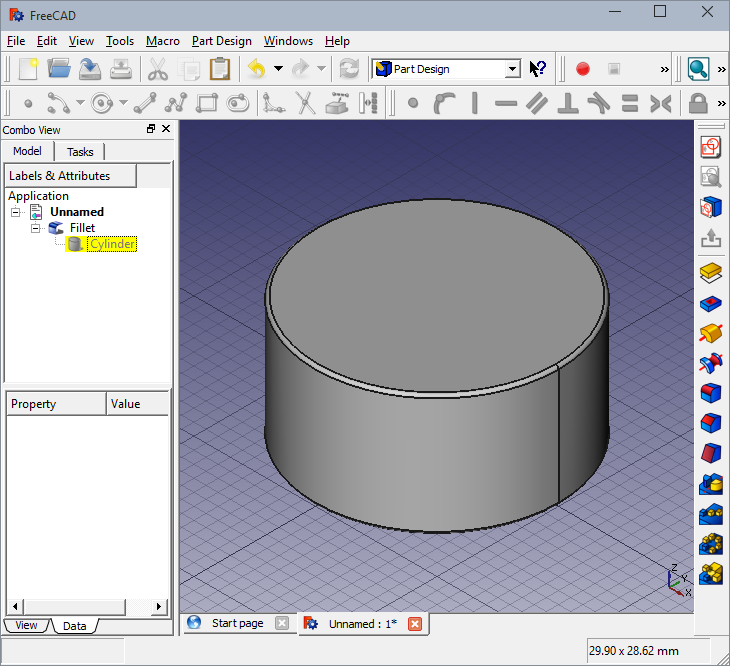 FreeCAD
File Edit View Tools Macro Part Design Windows Help
Part Design
Combo View
Model Tasks
Labels & Attributes
Application
Unnamed
Fillet
Cylinder
Property Value
View Data
Z
Y
X
Start page Unnamed : 1*
29.90 x 28.62 mm